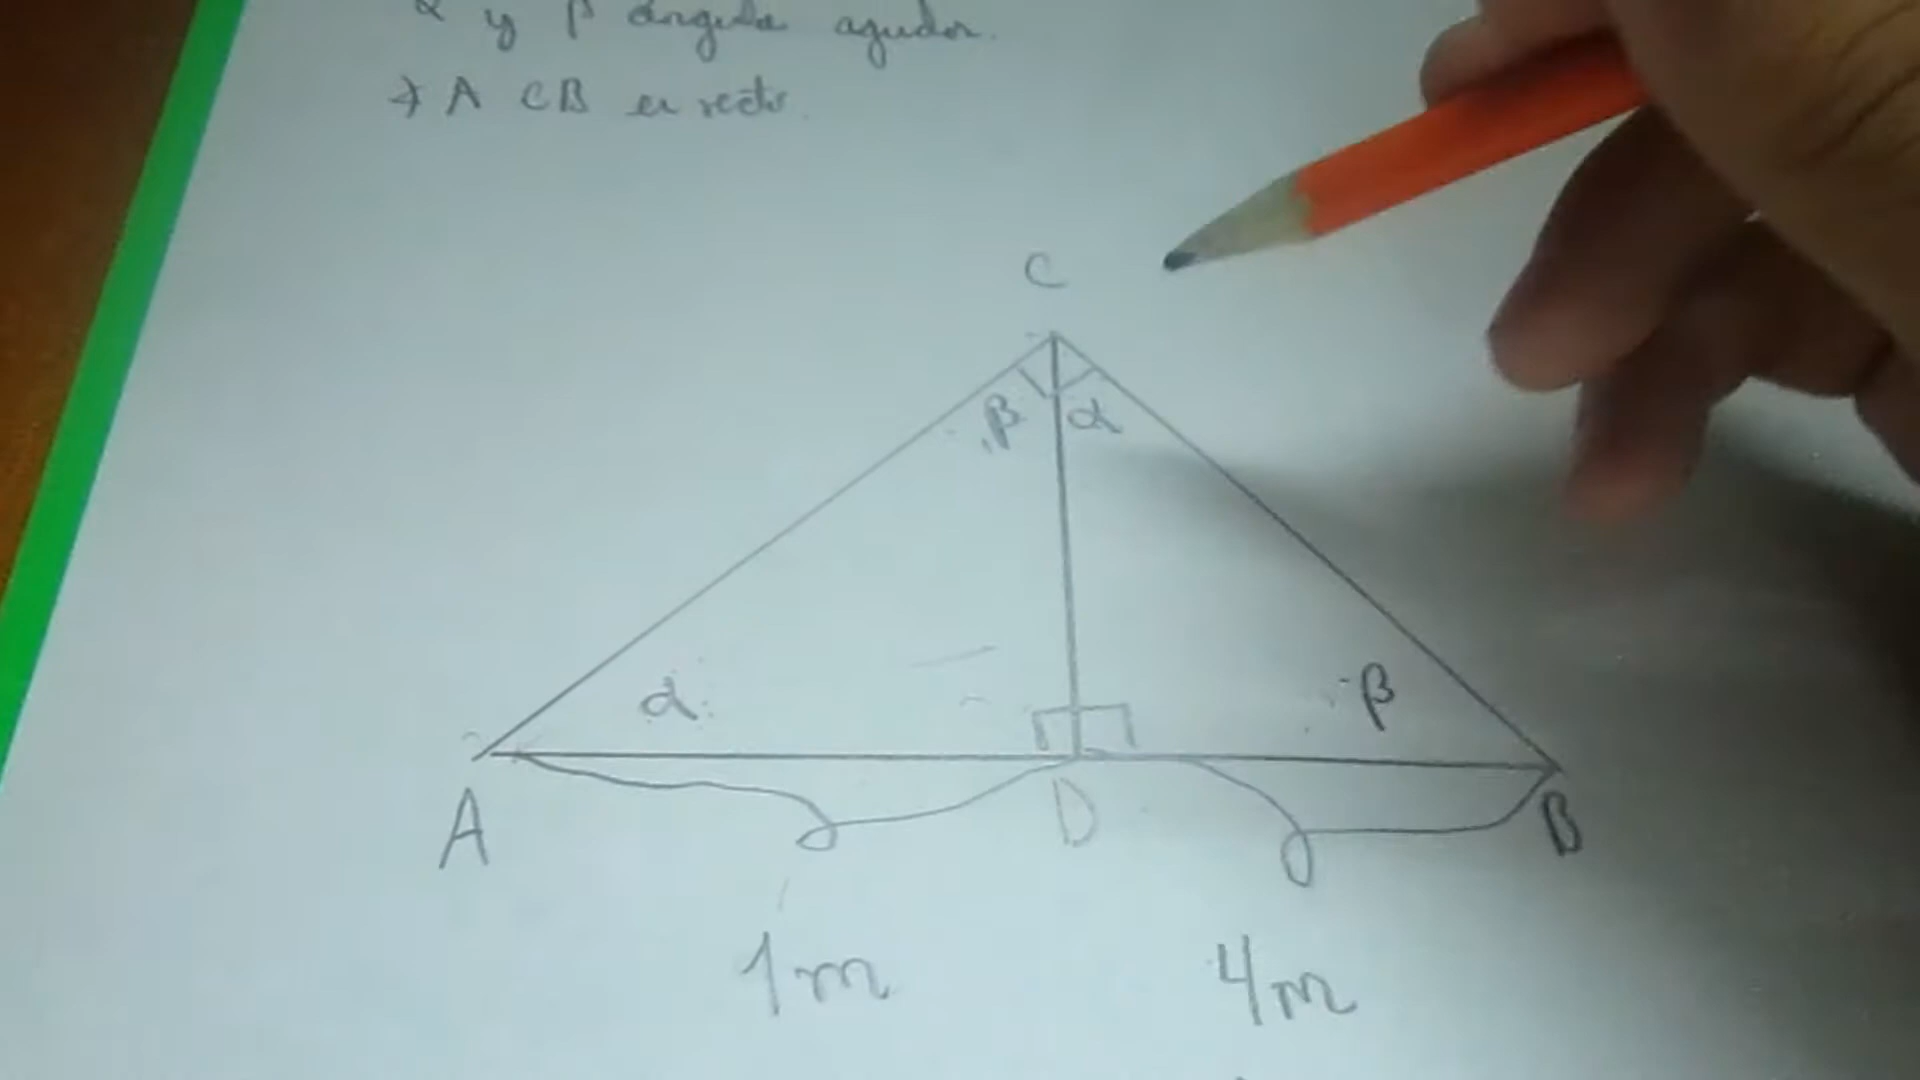 α y β ángulos agudos.
∢ A CB es recto.
C
β α
α β
A D B
1m 4m